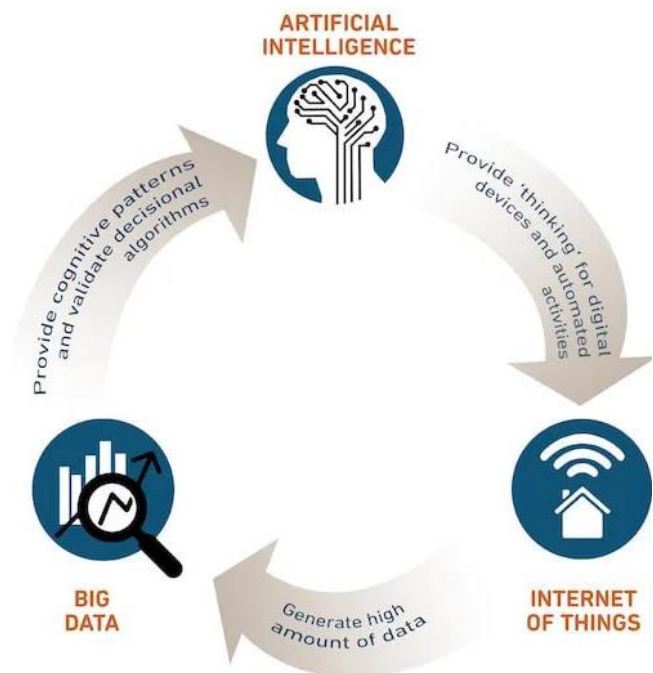 ARTIFICIAL
INTELLIGENCE
Provide 'thinking' for digital
devices and automated
activities
INTERNET
OF THINGS
Generate high
amount of data
BIG
DATA
Provide cognitive patterns
and validate decisional
algorithms